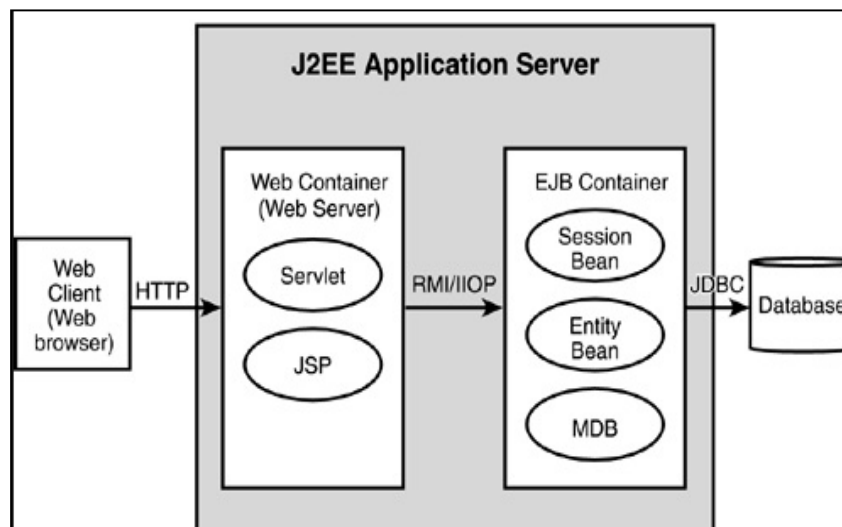 J2EE Application Server
Web Client
(Web
browser)
HTTP
Web Container
(Web Server)
Servlet
JSP
RMI/IIOP
EJB Container
Session
Bean
Entity
Bean
MDB
JDBC
Database